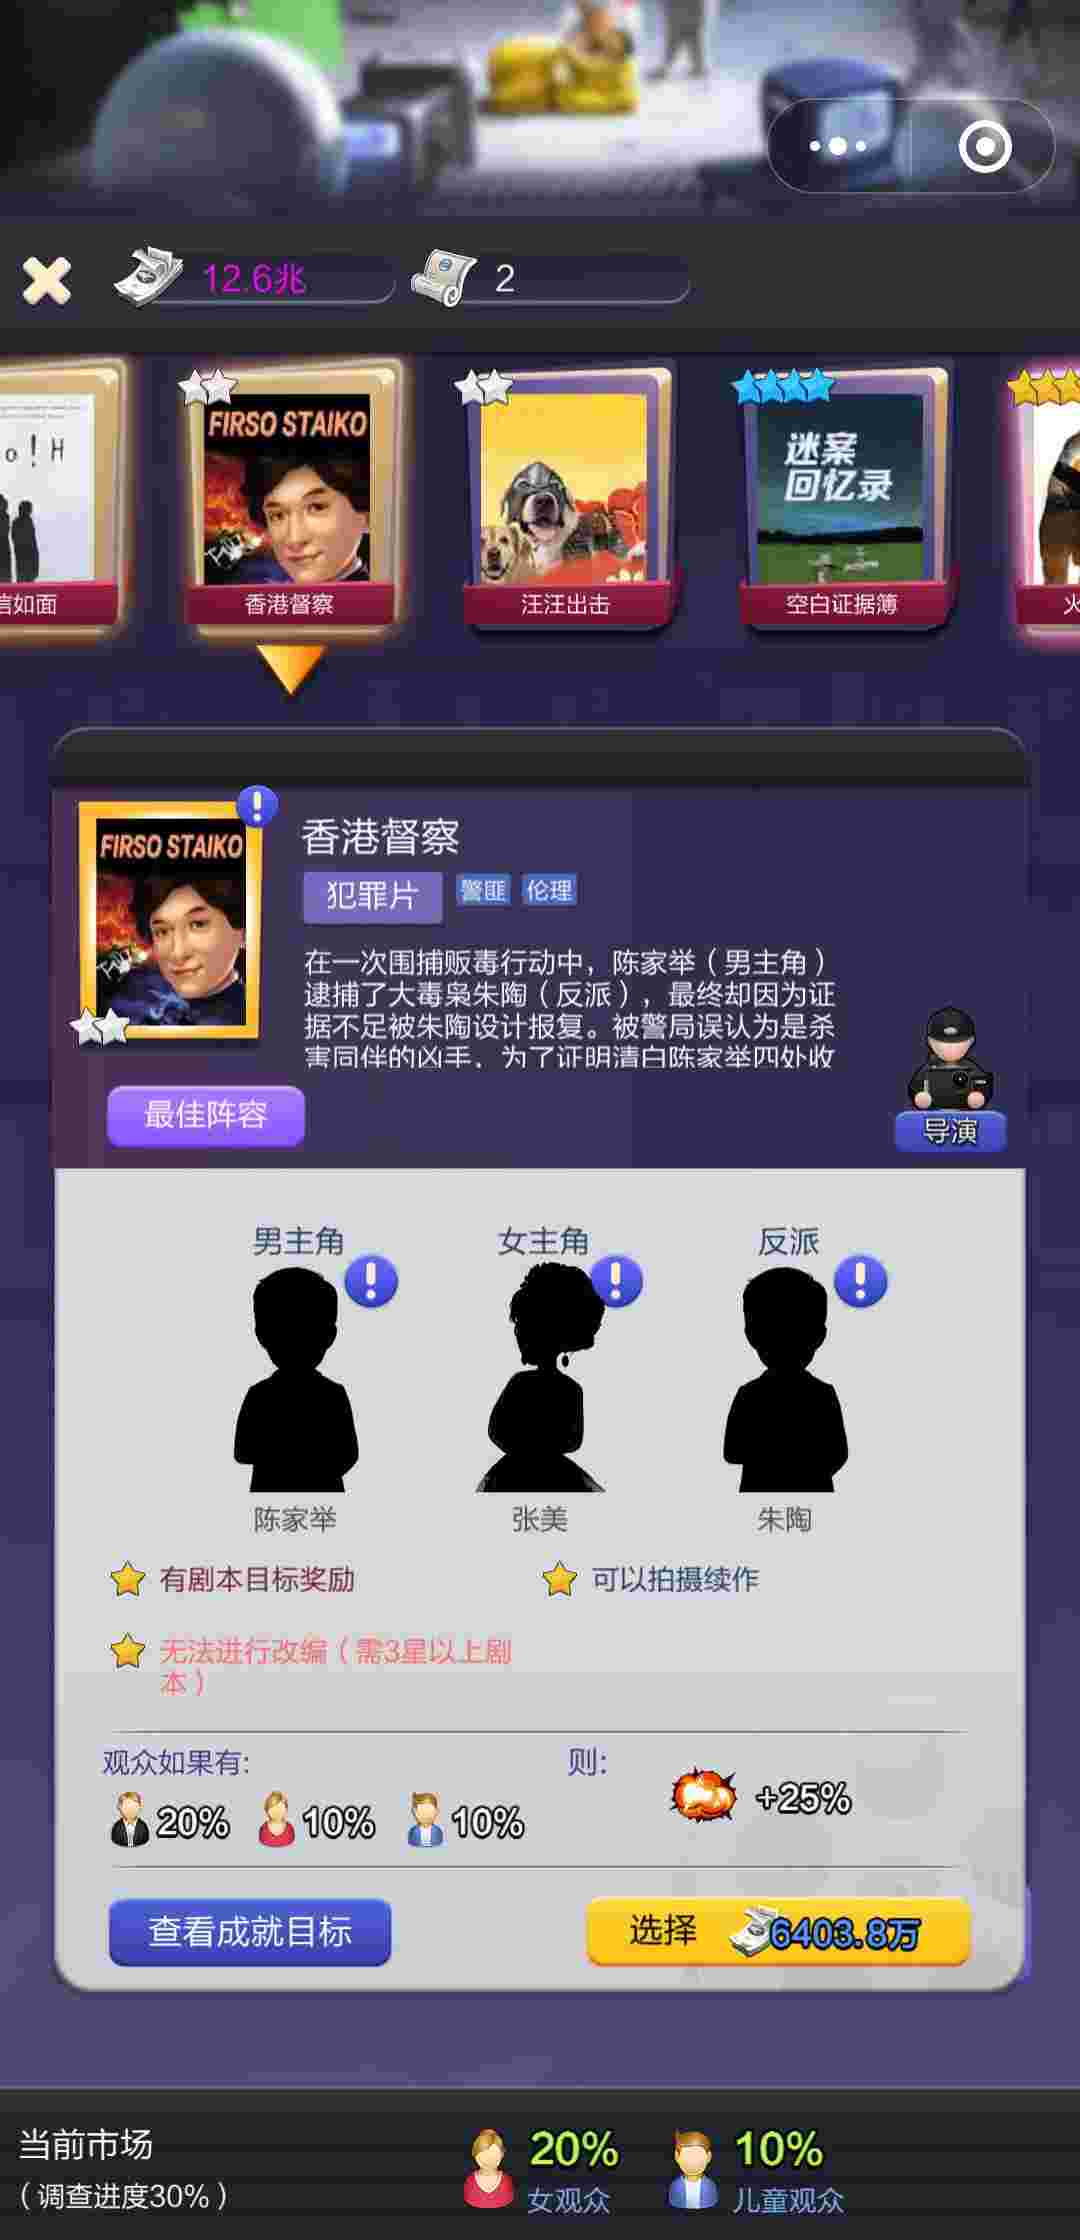 12.6兆
2
o!H
FIRSO STAIKO
迷案
回忆录
信如面
香港督察
汪汪出击
空白证据簿
火
FIRSO STAIKO
香港督察
犯罪片
警匪
伦理
在一次围捕贩毒行动中，陈家举（男主角）
逮捕了大毒枭朱陶（反派），最终却因为证
据不足被朱陶设计报复。被警局误认为是杀
害同伴的凶手，为了证明清白陈家举四处收
最佳阵容
导演
男主角
女主角
反派
陈家举
张美
朱陶
有剧本目标奖励
可以拍摄续作
无法进行改编（需3星以上剧
本）
观众如果有:
则:
20%
10%
10%
+25%
查看成就目标
选择
6403.8万
当前市场
（调查进度30%）
20%
女观众
10%
儿童观众